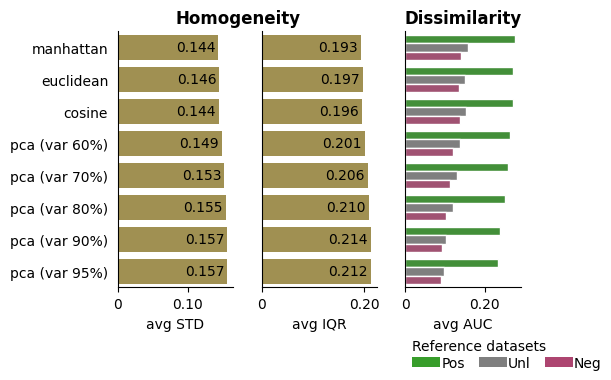 Homogeneity
Dissimilarity
manhattan 0.144 0.193
euclidean 0.146 0.197
cosine 0.144 0.196
pca (var 60%) 0.149 0.201
pca (var 70%) 0.153 0.206
pca (var 80%) 0.155 0.210
pca (var 90%) 0.157 0.214
pca (var 95%) 0.157 0.212
0 0.10 0 0.20 0 0.20
avg STD avg IQR avg AUC
Reference datasets
Pos Unl Neg